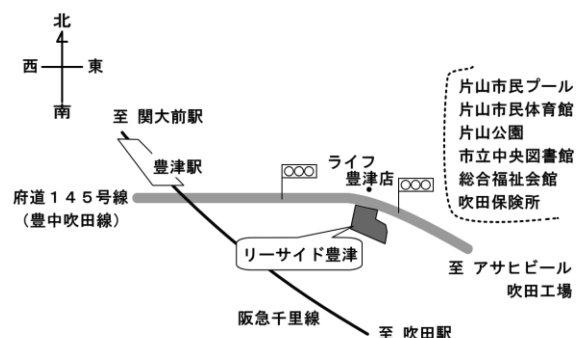 北
西
東
南
至 関大前駅
豊津駅
府道145号線
（豊中吹田線）
ライフ
豊津店
リーサイド豊津
阪急千里線
至 吹田駅
至 アサヒビール
吹田工場
片山市民プール
片山市民体育館
片山公園
市立中央図書館
総合福祉会館
吹田保険所